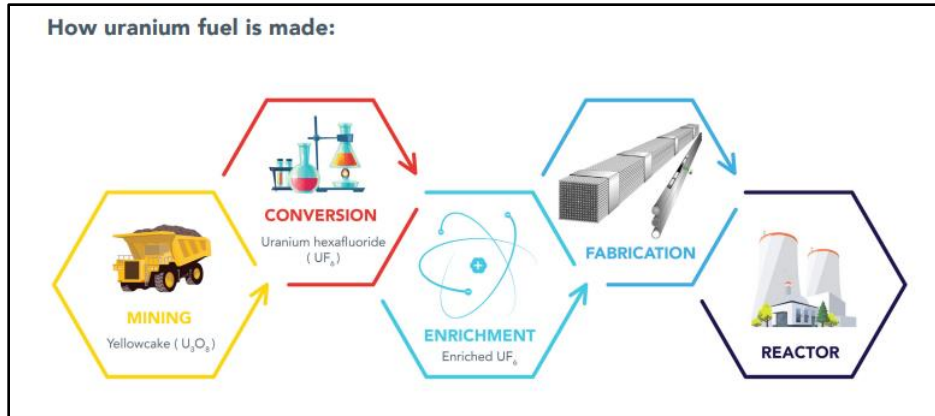 How uranium fuel is made:
MINING
Yellowcake ( U₃O₈)
CONVERSION
Uranium hexafluoride
( UF₆)
+
ENRICHMENT
Enriched UF₆
FABRICATION
REACTOR